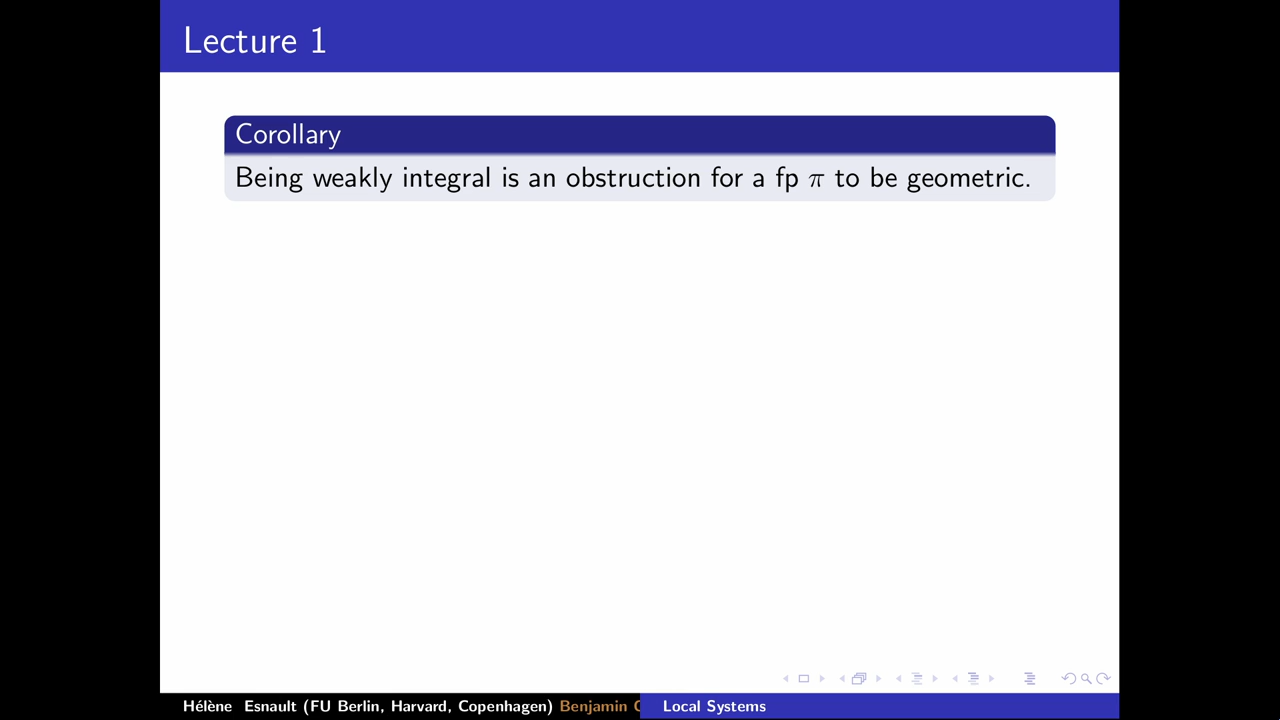 Lecture 1
Corollary
Being weakly integral is an obstruction for a fp π to be geometric.
Hélène Esnault (FU Berlin, Harvard, Copenhagen) Benjamin
Local Systems